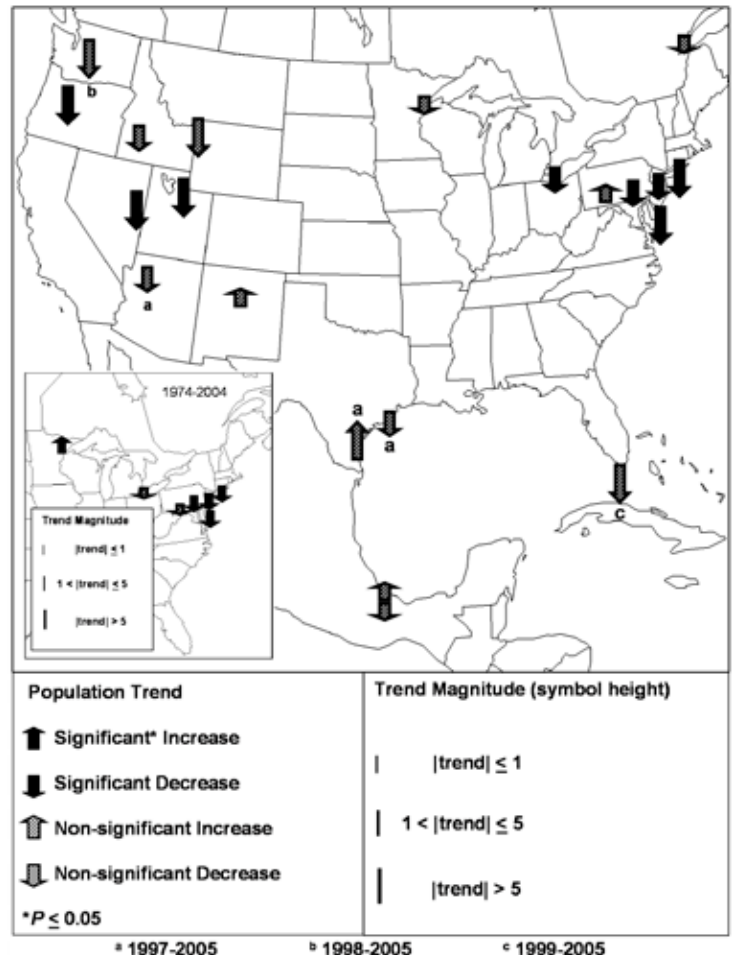 b
a
a
a
c
1974-2004
Trend Magnitude
|trend| ≤ 1
1 < |trend| ≤ 5
|trend| > 5
Population Trend
Significant* Increase
Significant Decrease
Non-significant Increase
Non-significant Decrease
*P ≤ 0.05
Trend Magnitude (symbol height)
|trend| ≤ 1
1 < |trend| ≤ 5
|trend| > 5
a 1997-2005 b 1998-2005 c 1999-2005